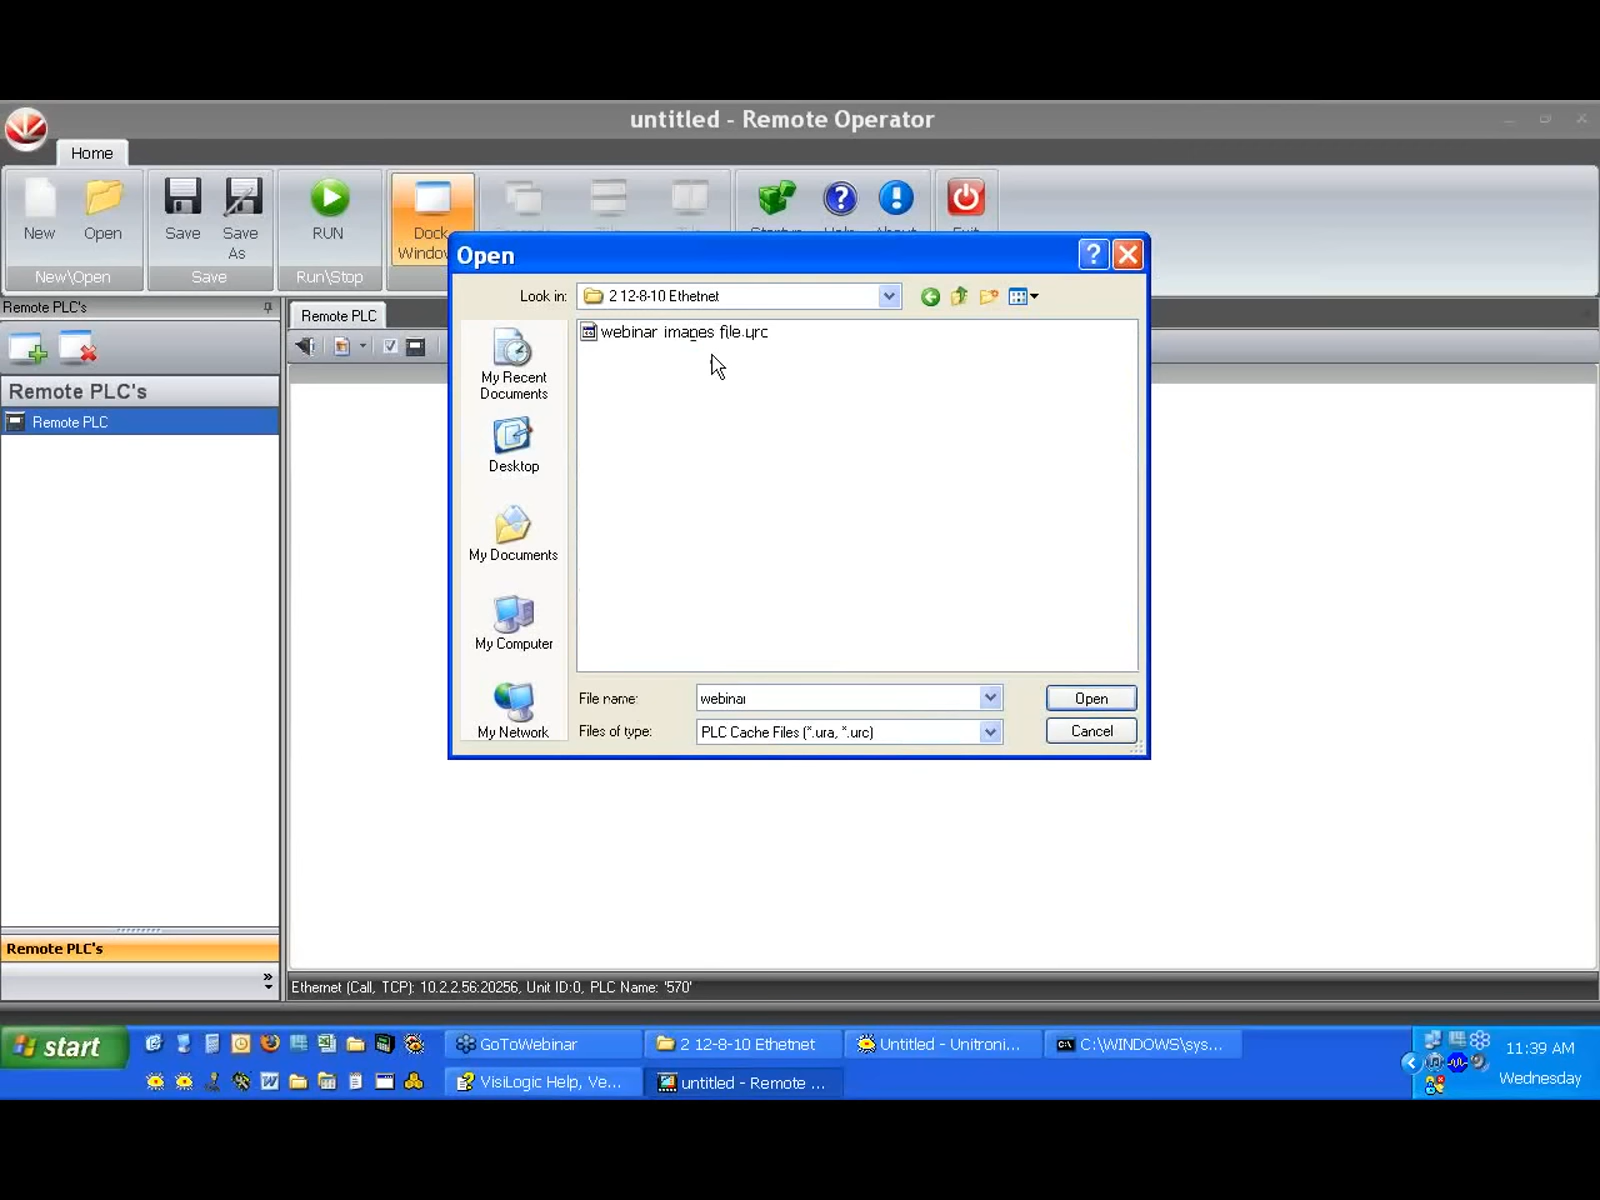 untitled - Remote Operator
Home
New
Open
Save
Save
As
RUN
Dock
New\Open
Save
Run\Stop
Open
Look in:
2 12-8-10 Ethetnet
webinar images file.urc
My Recent
Documents
Desktop
My Documents
My Computer
My Network
File name:
webinar
Open
Files of type:
PLC Cache Files (*.ura, *.urc)
Cancel
Remote PLC's
Remote PLC's
Remote PLC
Remote PLC's
Remote PLC
Ethernet (Call, TCP): 10.2.2.56:20256, Unit ID:0, PLC Name: '570'
start
GoToWebinar
2 12-8-10 Ethetnet
Untitled - Unitroni...
C:\WINDOWS\sys...
11:39 AM
VisiLogic Help, Ve...
untitled - Remote ...
Wednesday